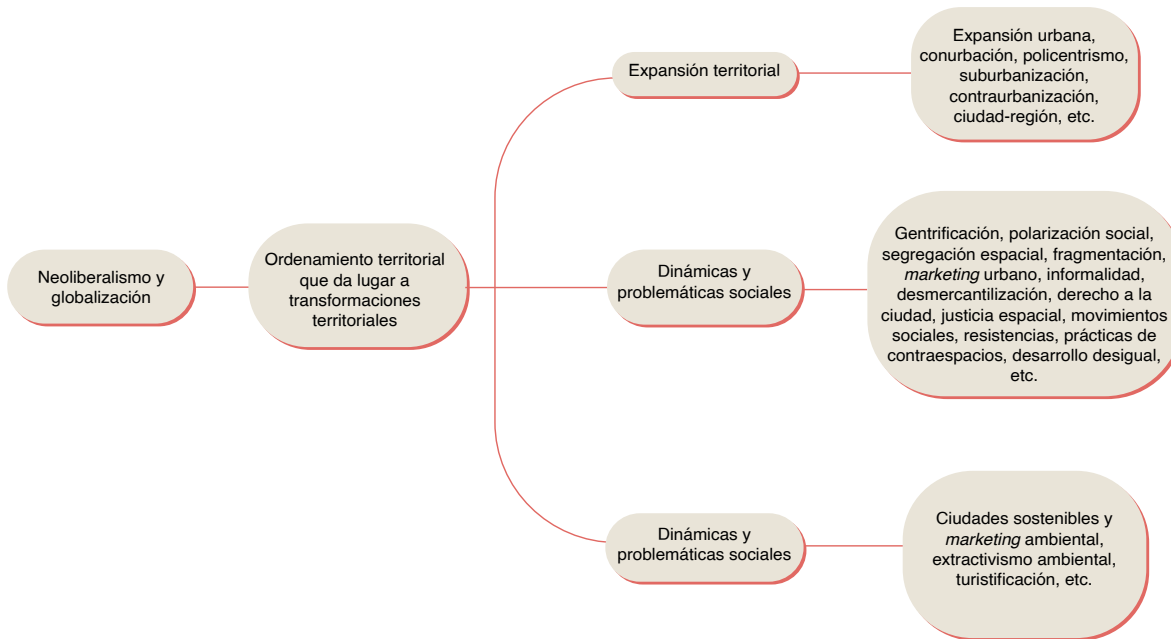 Neoliberalismo y
globalización
Ordenamiento territorial
que da lugar a
transformaciones
territoriales
Expansión territorial
Expansión urbana,
conurbación, policentrismo,
suburbanización,
contraurbanización,
ciudad-región, etc.
Dinámicas y
problemáticas sociales
Gentrificación, polarización social,
segregación espacial, fragmentación,
marketing urbano, informalidad,
desmercantilización, derecho a la
ciudad, justicia espacial, movimientos
sociales, resistencias, prácticas de
contraespacios, desarrollo desigual,
etc.
Dinámicas y
problemáticas sociales
Ciudades sostenibles y
marketing ambiental,
extractivismo ambiental,
turistificación, etc.